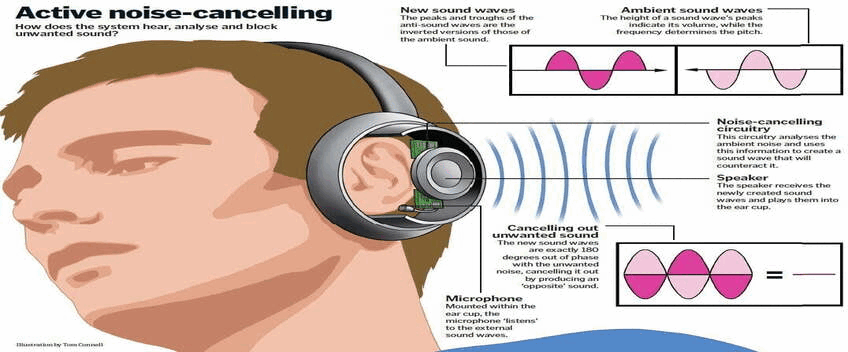 Active noise-cancelling
How does the system hear, analyse and block
unwanted sound?
New sound waves
The peaks and troughs of the
anti-sound waves are the
inverted versions of those of
the ambient sound.
Ambient sound waves
The height of a sound wave's peaks
indicate its volume, while the
frequency determines the pitch.
Noise-cancelling
circuitry
This circuitry analyses the
ambient noise and uses
this information to create a
sound wave that will
counteract it.
Speaker
The speaker receives the
newly created sound
waves and plays them into
the ear cup.
Cancelling out
unwanted sound
The new sound waves
are exactly 180
degrees out of phase
with the unwanted
noise, cancelling it out
by producing an
'opposite' sound.
=
Microphone
Mounted within the
ear cup, the
microphone 'listens'
to the external
sound waves.
Illustration by Tom Connell